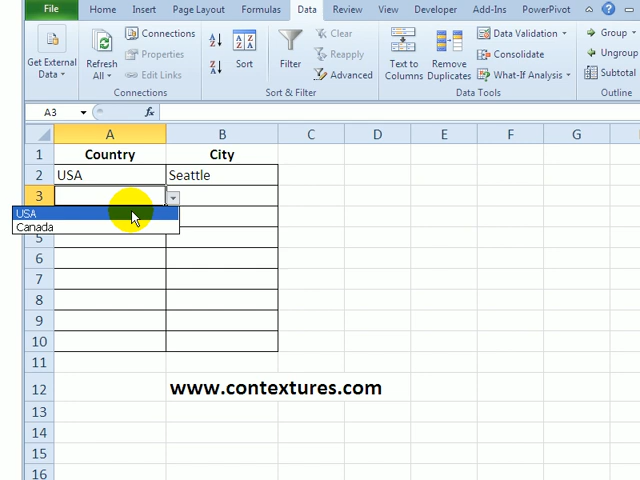 File Home Insert Page Layout Formulas Data Review View Developer Add-Ins PowerPivot
Get External Data
Refresh All
Connections
Properties
Edit Links
Connections
Sort
Filter
Clear
Reapply
Advanced
Sort & Filter
Text to Columns
Remove Duplicates
Data Validation
Consolidate
What-If Analysis
Data Tools
Group
Ungroup
Subtotal
Outline
A3 fx
A B C D E F G
1 Country City
2 USA Seattle
3
USA
Canada
5
6
7
8
9
10
11
12 www.contextures.com
13
14
15
16